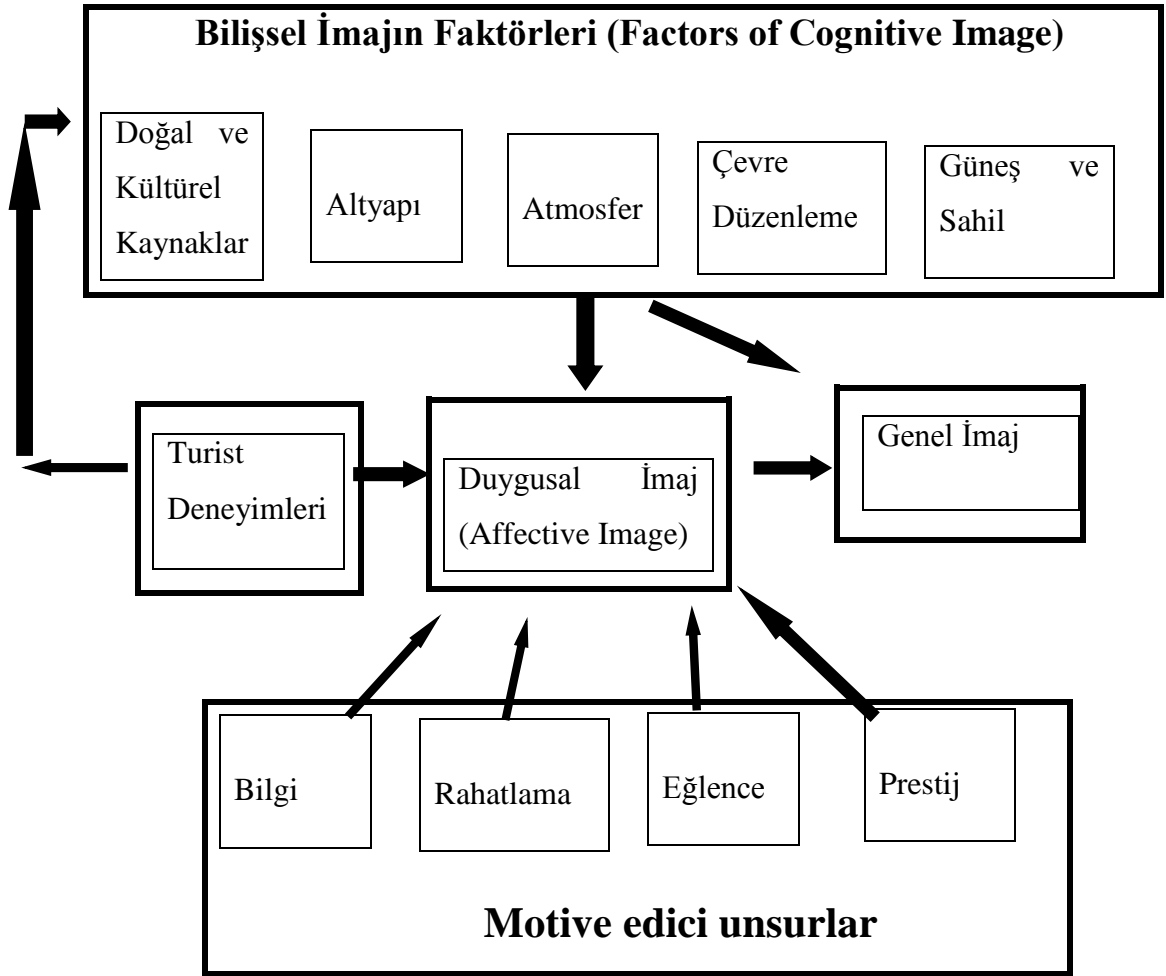 Bilişsel İmajın Faktörleri (Factors of Cognitive Image)
Doğal ve
Kültürel
Kaynaklar
Altyapı
Atmosfer
Çevre
Düzenleme
Güneş ve
Sahil
Turist
Deneyimleri
Duygusal İmaj
(Affective Image)
Genel İmaj
Bilgi
Rahatlama
Eğlence
Prestij
Motive edici unsurlar